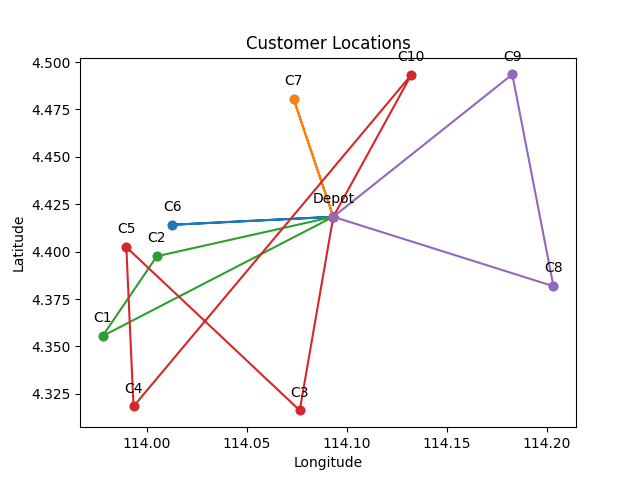 Customer Locations
C10
C9
C7
Depot
C6
C5
C2
C8
C1
C4
C3
4.500
4.475
4.450
4.425
4.400
4.375
4.350
4.325
Latitude
114.00 114.05 114.10 114.15 114.20
Longitude